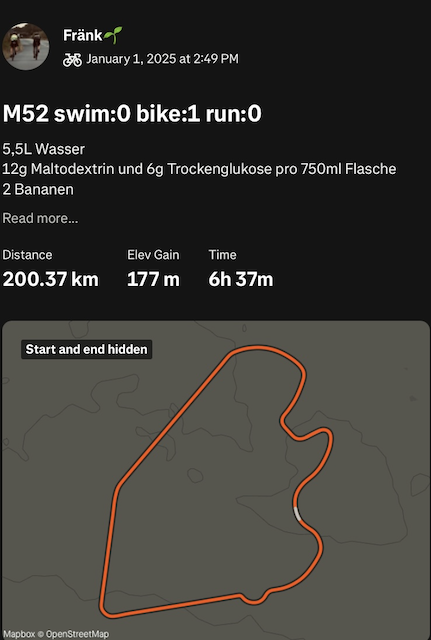 Fränk🌱
January 1, 2025 at 2:49 PM
M52 swim:0 bike:1 run:0
5,5L Wasser
12g Maltodextrin und 6g Trockenglukose pro 750ml Flasche
2 Bananen
Read more...
Distance Elev Gain Time
200.37 km 177 m 6h 37m
Start and end hidden
Mapbox © OpenStreetMap